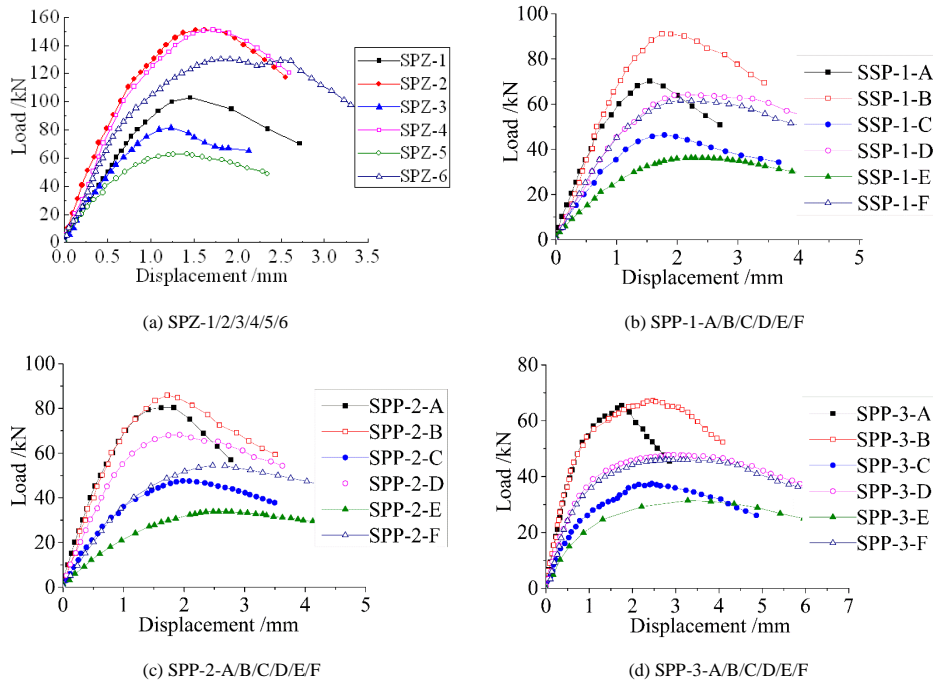 160
140
120
100
80
60
40
20
0
Load /kN
0.0 0.5 1.0 1.5 2.0 2.5 3.0 3.5
Displacement /mm
SPZ-1
SPZ-2
SPZ-3
SPZ-4
SPZ-5
SPZ-6
(a) SPZ-1/2/3/4/5/6
100
80
60
40
20
0
Load /kN
0 1 2 3 4 5
Displacement /mm
SSP-1-A
SSP-1-B
SSP-1-C
SSP-1-D
SSP-1-E
SSP-1-F
(b) SPP-1-A/B/C/D/E/F
100
80
60
40
20
0
Load /kN
0 1 2 3 4 5
Displacement /mm
SPP-2-A
SPP-2-B
SPP-2-C
SPP-2-D
SPP-2-E
SPP-2-F
(c) SPP-2-A/B/C/D/E/F
80
60
40
20
0
Load /kN
0 1 2 3 4 5 6 7
Displacement /mm
SPP-3-A
SPP-3-B
SPP-3-C
SPP-3-D
SPP-3-E
SPP-3-F
(d) SPP-3-A/B/C/D/E/F